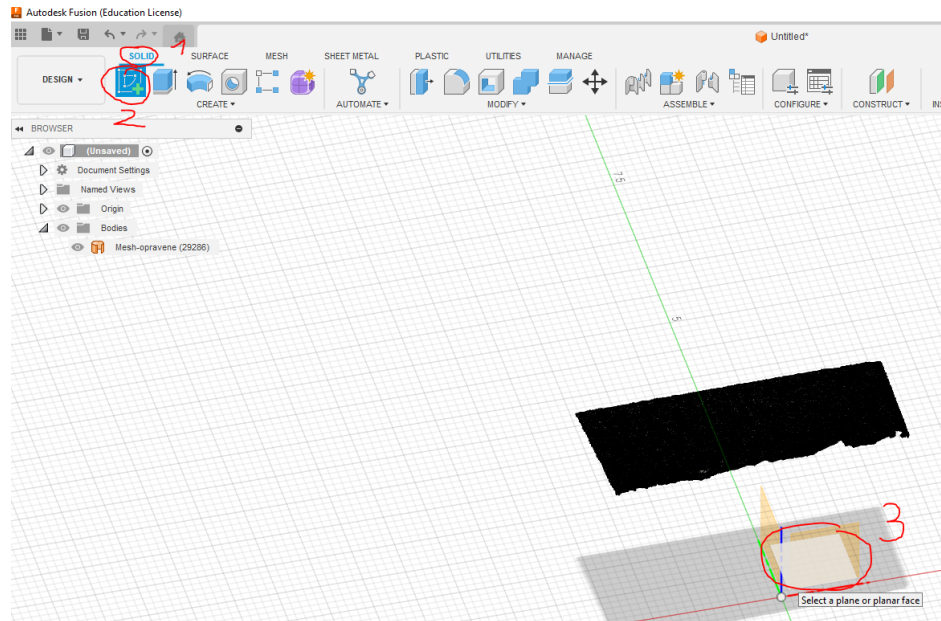 Autodesk Fusion (Education License)
Untitled*
1
SOLID
SURFACE
MESH
SHEET METAL
PLASTIC
UTILITIES
MANAGE
DESIGN
CREATE
AUTOMATE
MODIFY
ASSEMBLE
CONFIGURE
CONSTRUCT
INS
2
BROWSER
(Unsaved)
Document Settings
Named Views
Origin
Bodies
Mesh-opravene (29286)
75
5
3
Select a plane or planar face